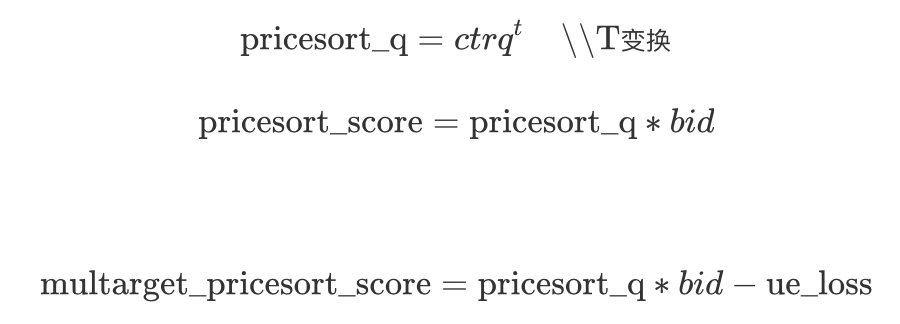 pricesort_q = ctrq^t \\T变换
pricesort_score = pricesort_q * bid
multarget_pricesort_score = pricesort_q * bid − ue_loss